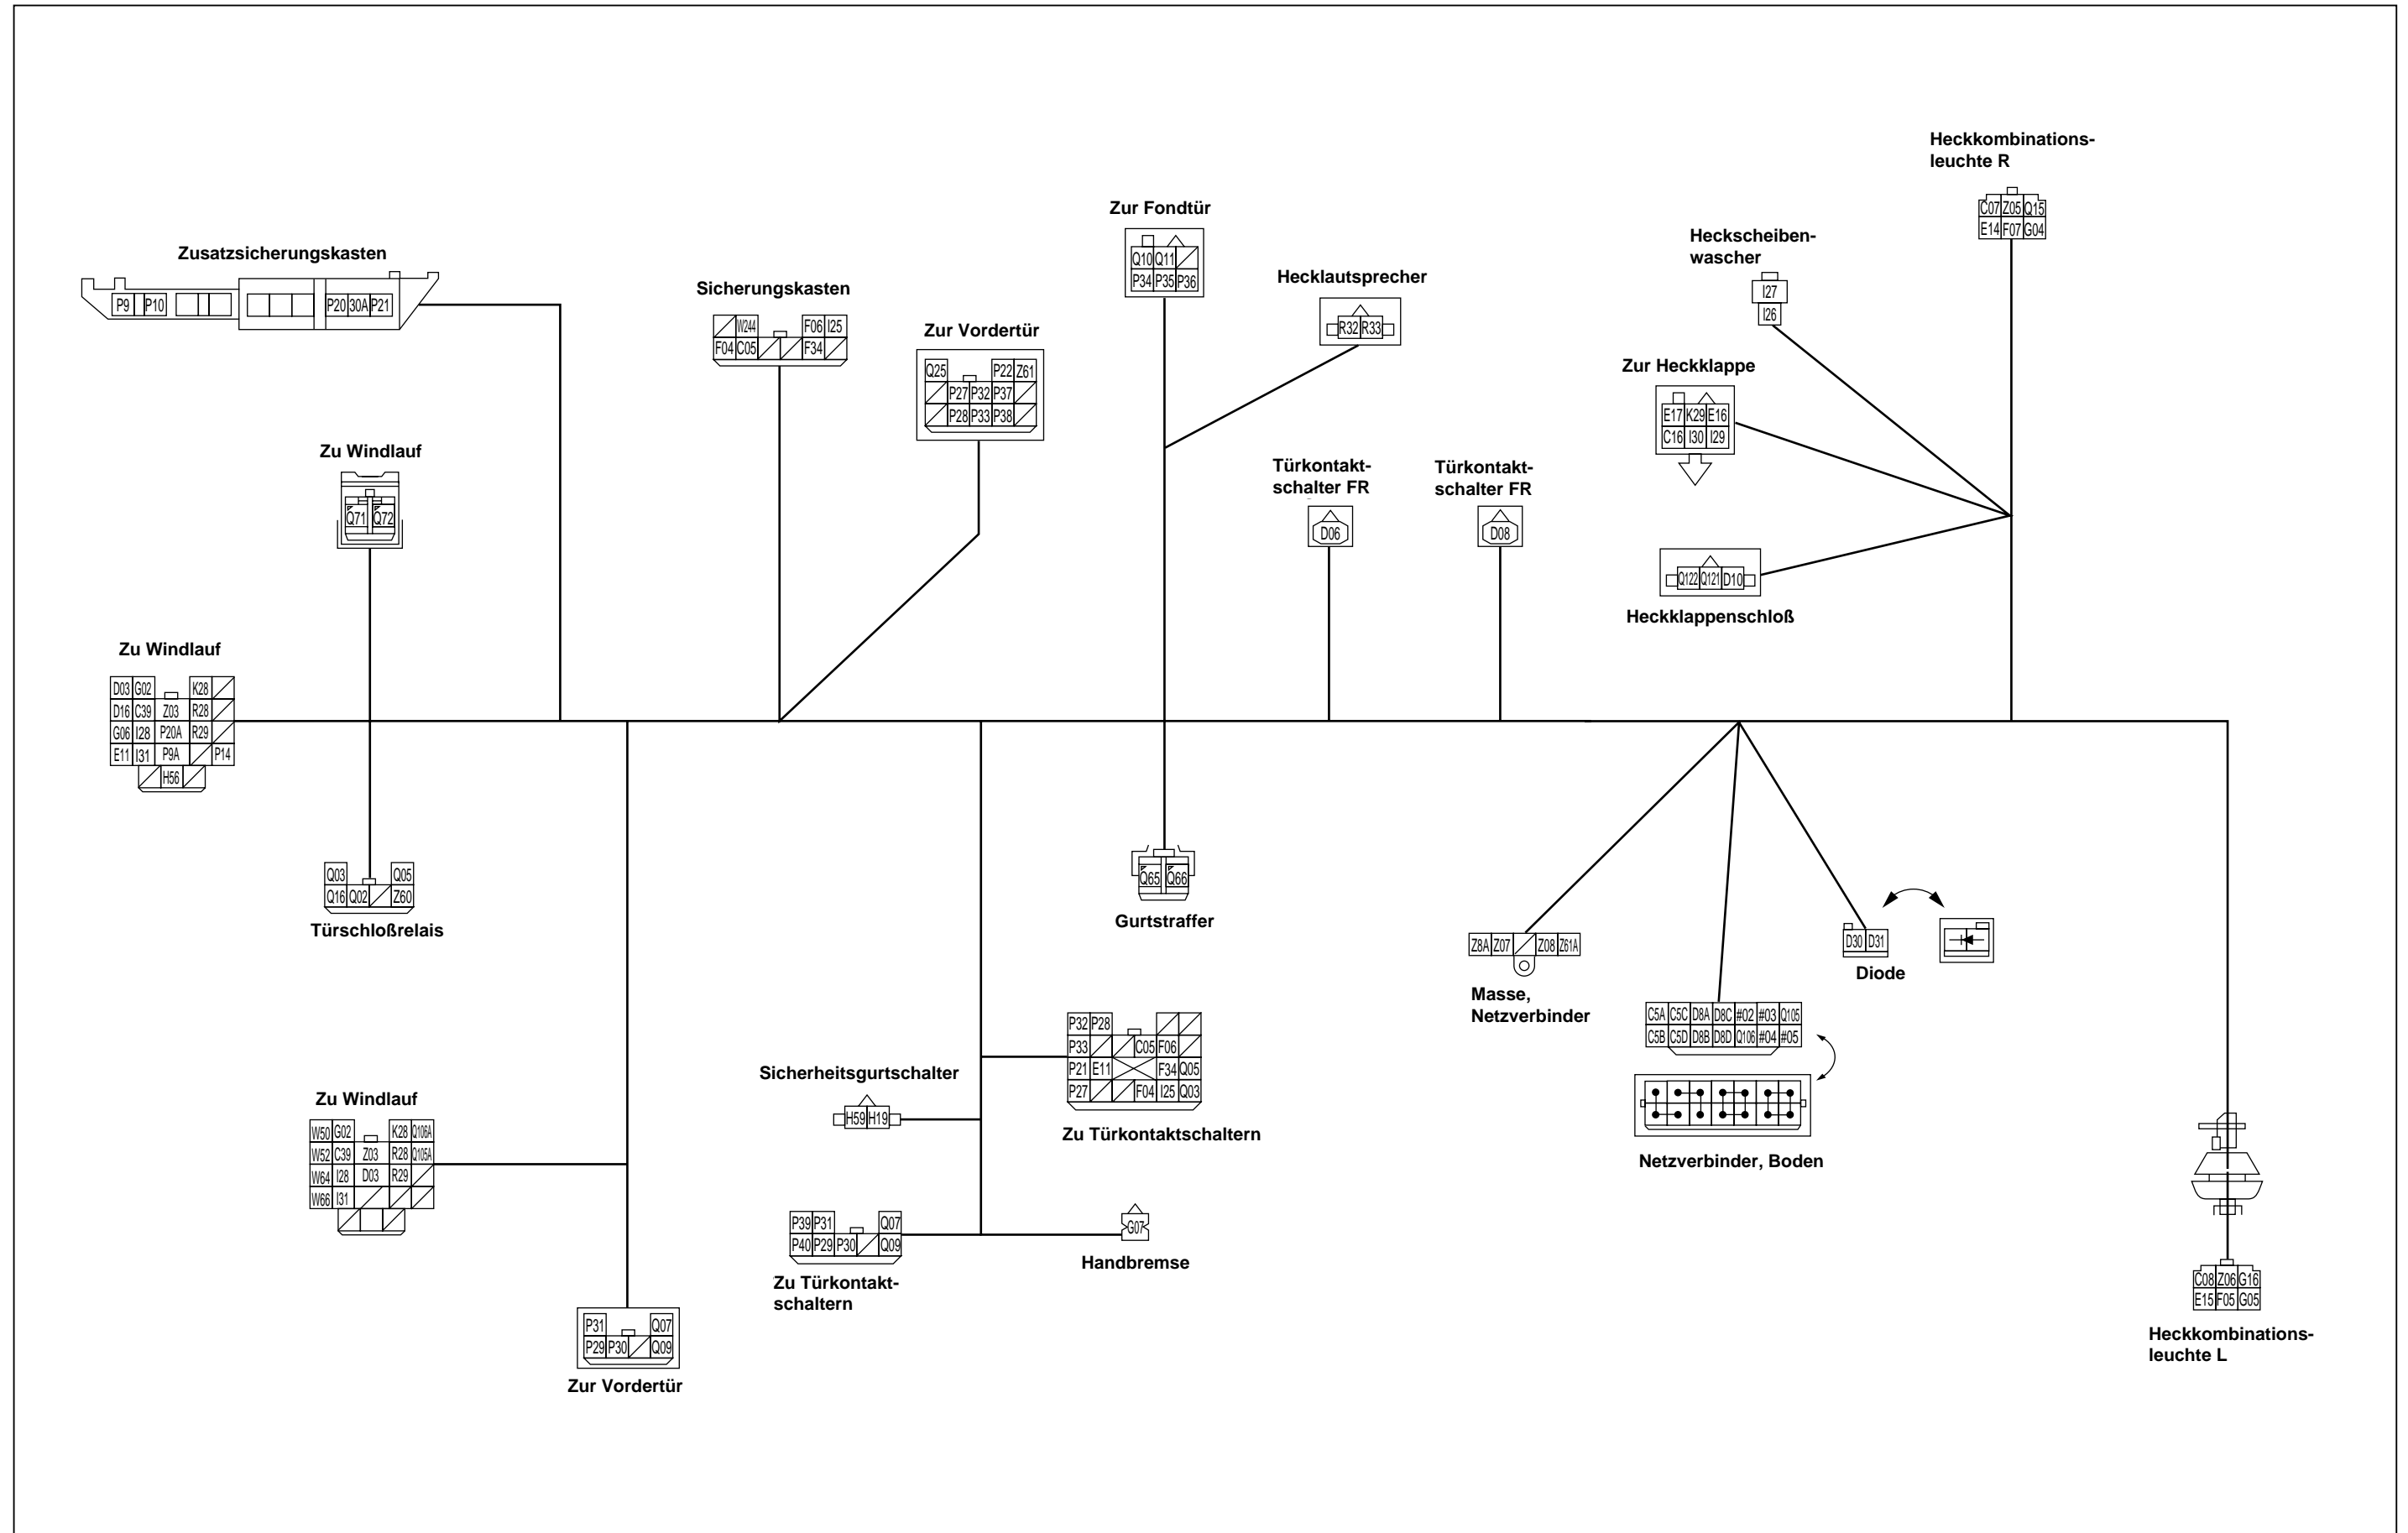 Heckkombinations-
leuchte R
C07 Z05 Q15
E14 F07 G04
Zur Fondtür
Q10 Q11
P34 P35 P36
Heckscheiben-
wascher
I27
I26
Zusatzsicherungskasten
P9 P10 P20 30A P21
Sicherungskasten
W244 F06 I25
F04 C05 F34
Hecklautsprecher
R32 R33
Zur Vordertür
Q25 P22 Z61
P27 P32 P37
P28 P33 P38
Zur Heckklappe
E17 K29 E16
C16 I30 I29
Zu Windlauf
Q71 Q72
Türkontakt-
schalter FR
D06
Türkontakt-
schalter FR
D08
Q122 Q121 D10
Heckklappenschloß
Zu Windlauf
D03 G02 K28
D16 C39 Z03 R28
G06 I28 P20A R29
E11 I31 P9A P14
H56
Q03 Q05
Q16 Q02 Z60
Türschloßrelais
Q65 Q66
Gurtstraffer
Z8A Z07 Z08 Z61A
Masse,
Netzverbinder
D30 D31
Diode
C5A C5C D8A D8C #02 #03 Q105
C5B C5D D8B D8D Q106 #04 #05
Netzverbinder, Boden
P32 P28
P33 C05 F06
P21 E11 F34 Q05
P27 F04 I25 Q03
Zu Türkontaktschaltern
Sicherheitsgurtschalter
H59 H19
Zu Windlauf
W50 G02 K28 Q106A
W52 C39 Z03 R28 Q105A
W64 I28 D03 R29
W66 I31
P39 P31 Q07
P40 P29 P30 Q09
Zu Türkontakt-
schaltern
G07
Handbremse
P31 Q07
P29 P30 Q09
Zur Vordertür
C08 Z06 G16
E15 F05 G05
Heckkombinations-
leuchte L